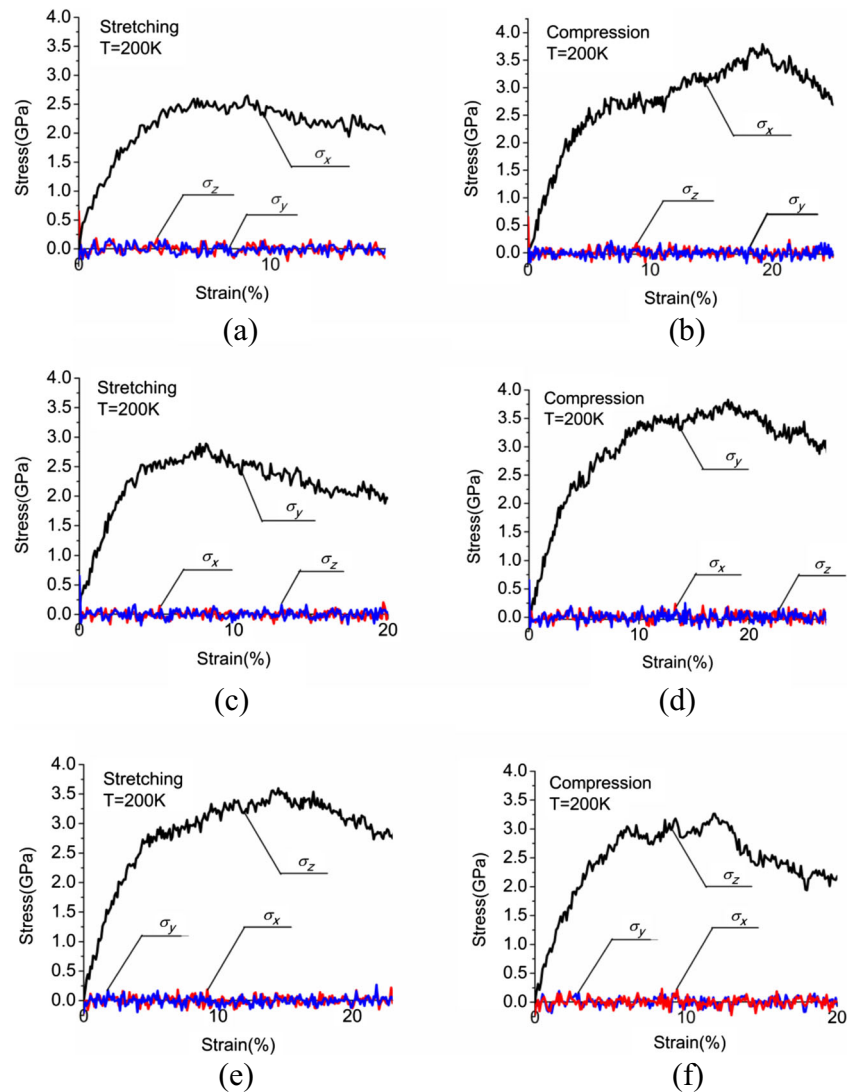 Stretching
T=200K
4.0
3.5
3.0
2.5
2.0
1.5
1.0
0.5
0.0
Stress(GPa)
σx
σz
σy
0
10
Strain(%)
(a)
Compression
T=200K
4.0
3.5
3.0
2.5
2.0
1.5
1.0
0.5
0.0
Stress(GPa)
σx
σz
σy
0
10
20
Strain(%)
(b)
Stretching
T=200K
4.0
3.5
3.0
2.5
2.0
1.5
1.0
0.5
0.0
Stress(GPa)
σy
σx
σz
0
10
20
Strain(%)
(c)
Compression
T=200K
4.0
3.5
3.0
2.5
2.0
1.5
1.0
0.5
0.0
Stress(GPa)
σy
σx
σz
0
10
20
Strain(%)
(d)
Stretching
T=200K
4.0
3.5
3.0
2.5
2.0
1.5
1.0
0.5
0.0
Stress(GPa)
σz
σy
σx
0
10
20
Strain(%)
(e)
Compression
T=200K
4.0
3.5
3.0
2.5
2.0
1.5
1.0
0.5
0.0
Stress(GPa)
σz
σy
σx
0
10
20
Strain(%)
(f)